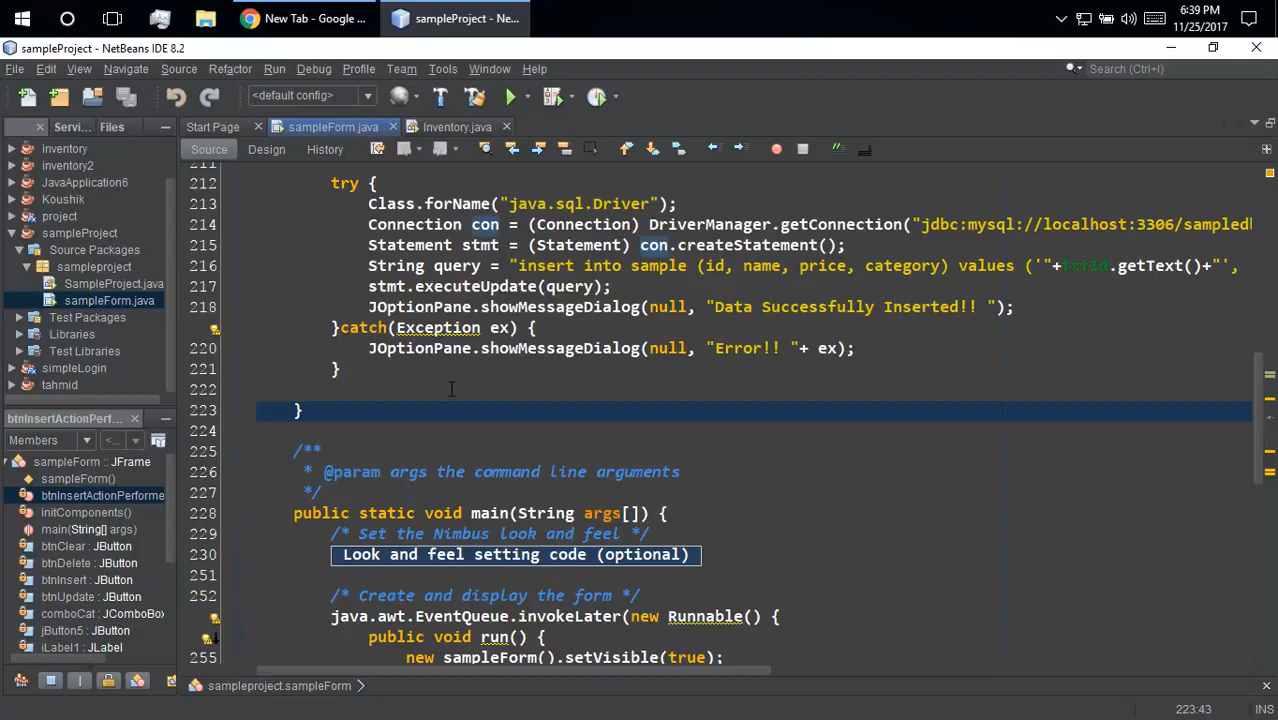 New Tab - Google ...
sampleProject - Ne...
6:39 PM
11/25/2017
sampleProject - NetBeans IDE 8.2
File Edit View Navigate Source Refactor Run Debug Profile Team Tools Window Help
Search (Ctrl+I)
<default config>
Servi... Files
Start Page
sampleForm.java
Inventory.java
Source Design History
inventory
inventory2
JavaApplication6
Koushik
project
sampleProject
Source Packages
sampleproject
SampleProject.java
sampleForm.java
Test Packages
Libraries
Test Libraries
simpleLogin
tahmid
btnInsertActionPerf...
Members
<...
sampleForm :: JFrame
sampleForm()
btnInsertActionPerforme
initComponents()
main(String[] args)
btnClear : JButton
btnDelete : JButton
btnInsert : JButton
btnUpdate : JButton
comboCat : JComboBox
jButton5 : JButton
jLabel1 : JLabel
211
212 try {
213 Class.forName("java.sql.Driver");
214 Connection con = (Connection) DriverManager.getConnection("jdbc:mysql://localhost:3306/sampledb
215 Statement stmt = (Statement) con.createStatement();
216 String query = "insert into sample (id, name, price, category) values ('"+txtId.getText()+"',
217 stmt.executeUpdate(query);
218 JOptionPane.showMessageDialog(null, "Data Successfully Inserted!! ");
}catch(Exception ex) {
220 JOptionPane.showMessageDialog(null, "Error!! "+ ex);
221 }
222
223 }
224
225 /**
226 * @param args the command line arguments
227 */
228 public static void main(String args[]) {
229 /* Set the Nimbus look and feel */
230 Look and feel setting code (optional)
251
252 /* Create and display the form */
java.awt.EventQueue.invokeLater(new Runnable() {
public void run() {
255 new sampleForm().setVisible(true);
sampleproject.sampleForm
223:43 INS